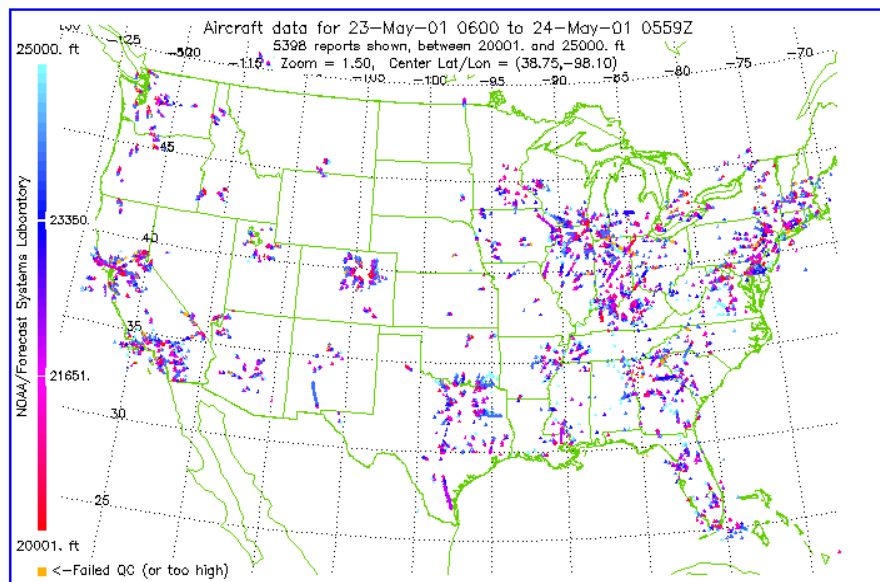 Aircraft data for 23-May-01 0600 to 24-May-01 0559Z
5398 reports shown, between 20001. and 25000. ft
Zoom = 1.50, Center Lat/Lon = (38.75,-98.10)
25000. ft
23350.
21651.
20001. ft
NOAA/Forecast Systems Laboratory
<-Failed QC (or too high)
-125
-115
-105
-100
-95
-90
-85
-80
-75
-70
45
40
35
30
25